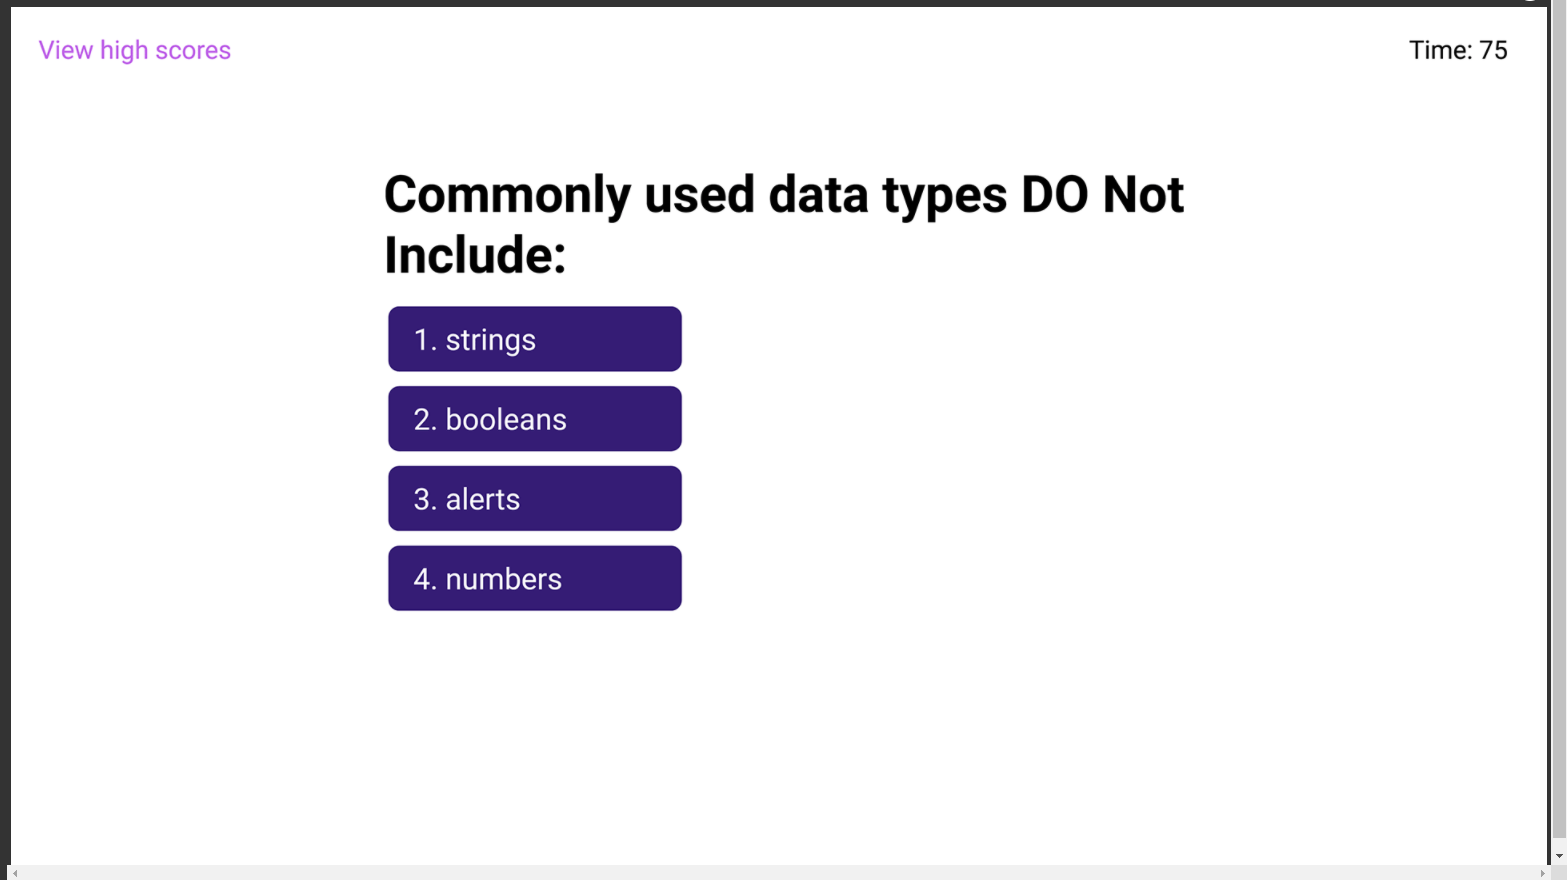 View high scores
Time: 75
Commonly used data types DO Not
Include:
1. strings
2. booleans
3. alerts
4. numbers